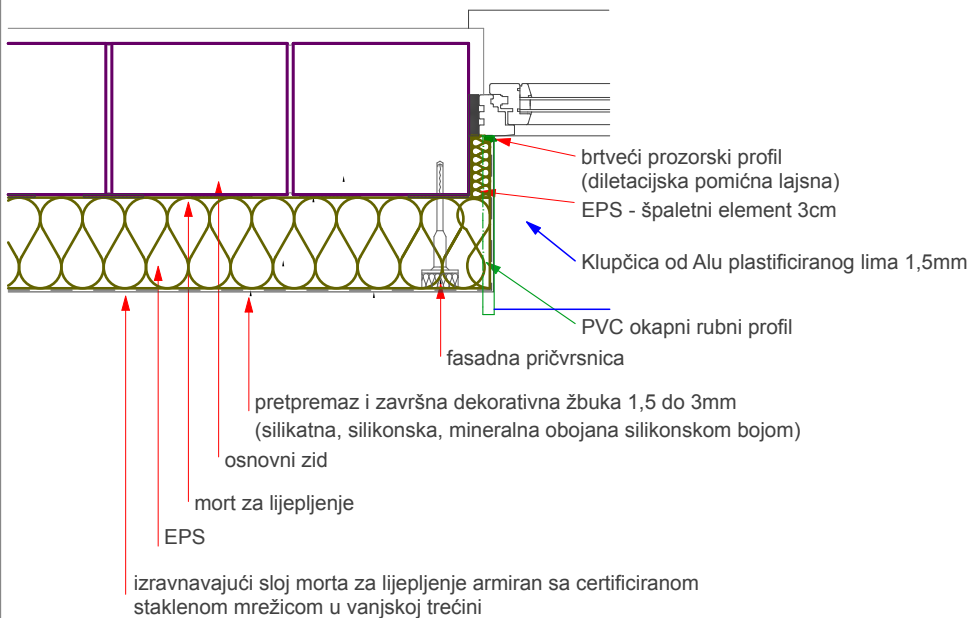 brtveći prozorski profil
(diletacijska pomićna lajsna)
EPS - špaletni element 3cm
Klupčica od Alu plastificiranog lima 1,5mm
PVC okapni rubni profil
fasadna pričvrsnica
pretpremaz i završna dekorativna žbuka 1,5 do 3mm
(silikatna, silikonska, mineralna obojana silikonskom bojom)
osnovni zid
mort za lijepljenje
EPS
izravnavajući sloj morta za lijepljenje armiran sa certificiranom
staklenom mrežicom u vanjskoj trećini